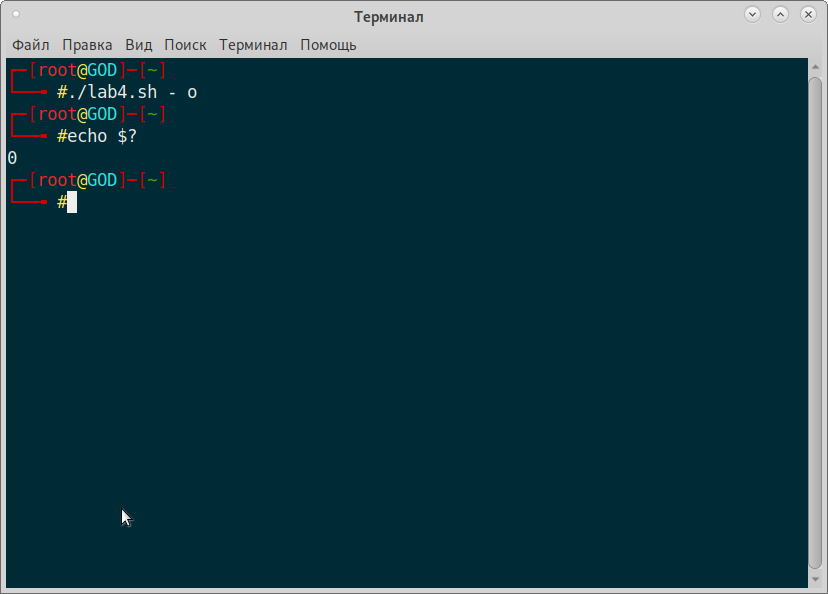 Терминал
Файл Правка Вид Поиск Терминал Помощь
┌─[root@GOD]─[~]
└──╼ #./lab4.sh - o
┌─[root@GOD]─[~]
└──╼ #echo $?
0
┌─[root@GOD]─[~]
└──╼ #